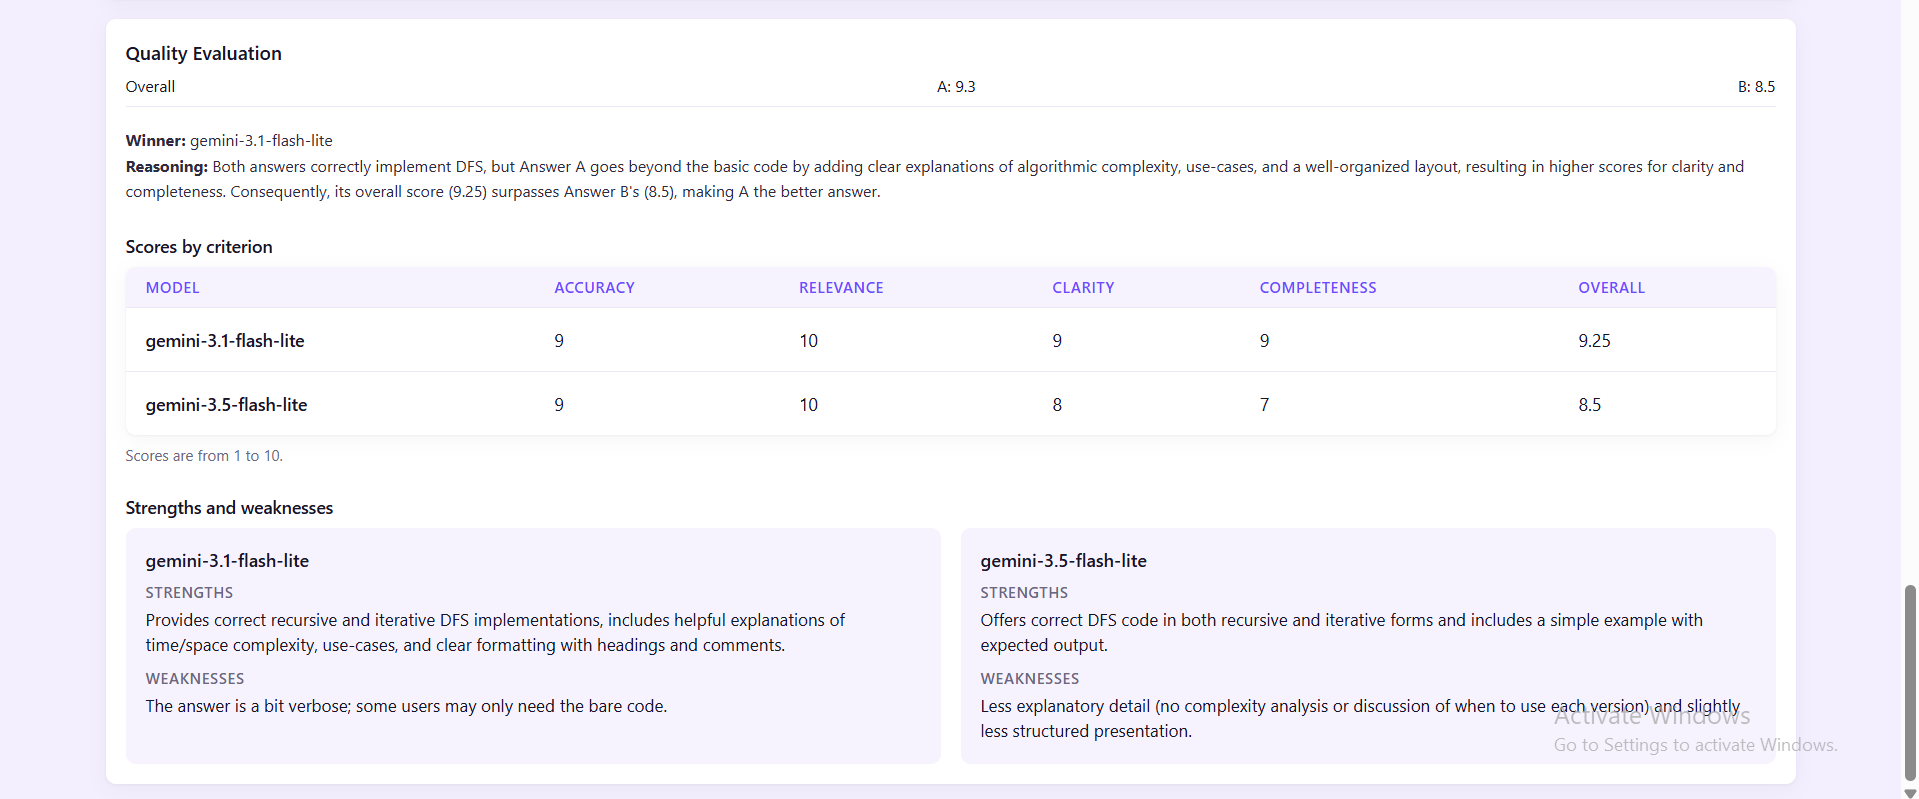 Quality Evaluation
Overall A: 9.3 B: 8.5
Winner: gemini-3.1-flash-lite
Reasoning: Both answers correctly implement DFS, but Answer A goes beyond the basic code by adding clear explanations of algorithmic complexity, use-cases, and a well-organized layout, resulting in higher scores for clarity and
completeness. Consequently, its overall score (9.25) surpasses Answer B's (8.5), making A the better answer.
Scores by criterion
MODEL ACCURACY RELEVANCE CLARITY COMPLETENESS OVERALL
gemini-3.1-flash-lite 9 10 9 9 9.25
gemini-3.5-flash-lite 9 10 8 7 8.5
Scores are from 1 to 10.
Strengths and weaknesses
gemini-3.1-flash-lite
STRENGTHS
Provides correct recursive and iterative DFS implementations, includes helpful explanations of
time/space complexity, use-cases, and clear formatting with headings and comments.
WEAKNESSES
The answer is a bit verbose; some users may only need the bare code.
gemini-3.5-flash-lite
STRENGTHS
Offers correct DFS code in both recursive and iterative forms and includes a simple example with
expected output.
WEAKNESSES
Less explanatory detail (no complexity analysis or discussion of when to use each version) and slightly
less structured presentation.
Activate Windows
Go to Settings to activate Windows.